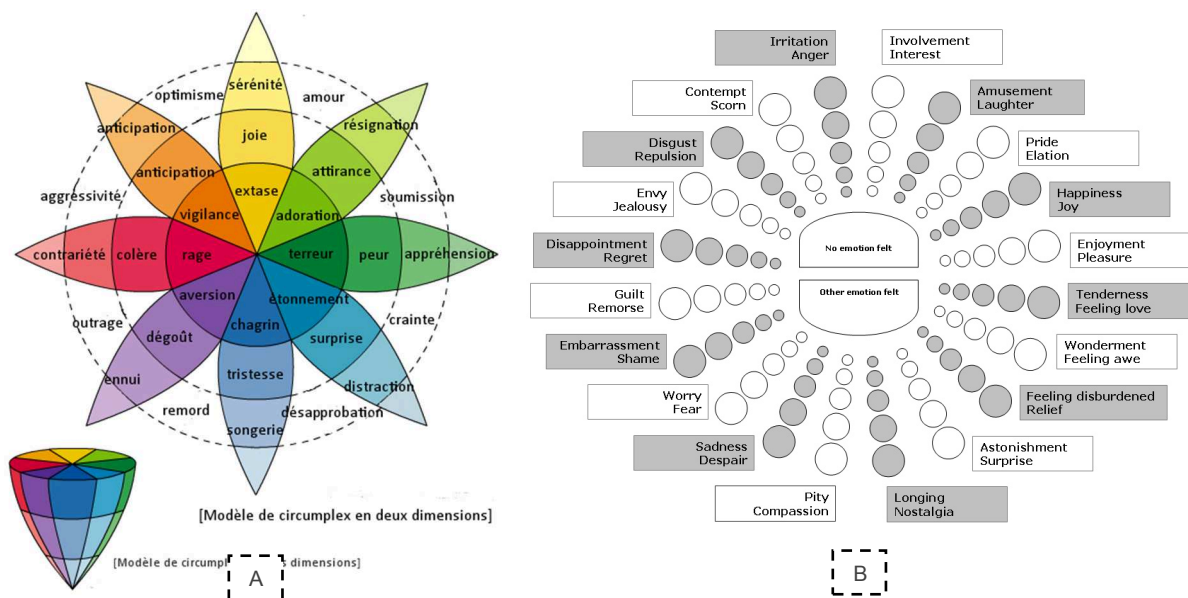 sérénité
optimisme
amour
anticipation
joie
résignation
anticipation
attirance
extase
aggressivité
vigilance
adoration
soumission
contrariété
colère
rage
terreur
peur
appréhension
aversion
étonnement
outrage
chagrin
crainte
dégoût
surprise
ennui
tristesse
distraction
remord
songerie
désapprobation
[Modèle de circumplex en deux dimensions]
[Modèle de circumpl
s dimensions]
A
Irritation
Anger
Involvement
Interest
Contempt
Scorn
Amusement
Laughter
Disgust
Repulsion
Pride
Elation
Envy
Jealousy
Happiness
Joy
Disappointment
Regret
No emotion felt
Enjoyment
Pleasure
Guilt
Remorse
Other emotion felt
Tenderness
Feeling love
Embarrassment
Shame
Wonderment
Feeling awe
Worry
Fear
Feeling disburdened
Relief
Sadness
Despair
Astonishment
Surprise
Pity
Compassion
Longing
Nostalgia
B